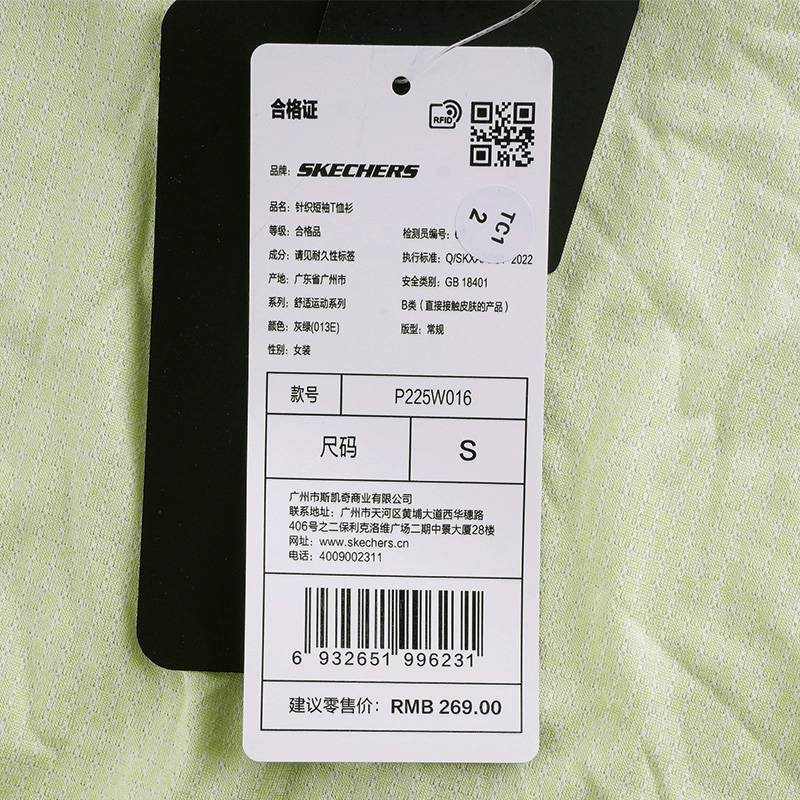 合格证
RFID
品牌: SKECHERS
品名: 针织短袖T恤衫
等级: 合格品
检测员编号:
成分: 请见耐久性标签
执行标准: 2022
产地: 广东省广州市
安全类别: GB 18401
系列: 舒适运动系列
B类 (直接接触皮肤的产品)
颜色: 灰绿(013E)
版型: 常规
性别: 女装
TC1
2
款号 P225W016
尺码 S
广州市斯凯奇商业有限公司
联系地址: 广州市天河区黄埔大道西华穗路
406号之二保利克洛维广场二期中景大厦28楼
网址: www.skechers.cn
电话: 4009002311
6 932651 996231
建议零售价: RMB 269.00